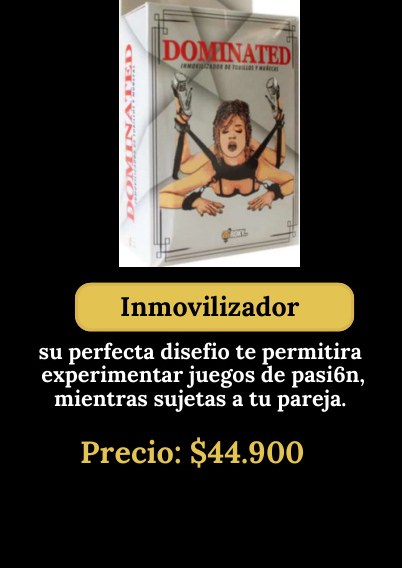 DOMINATED
INMOVILIZADOR DE TOBILLOS Y MUÑECAS
DOMINATED
Inmovilizador
su perfecta disefio te permitira
experimentar juegos de pasi6n,
mientras sujetas a tu pareja.
Precio: $44.900